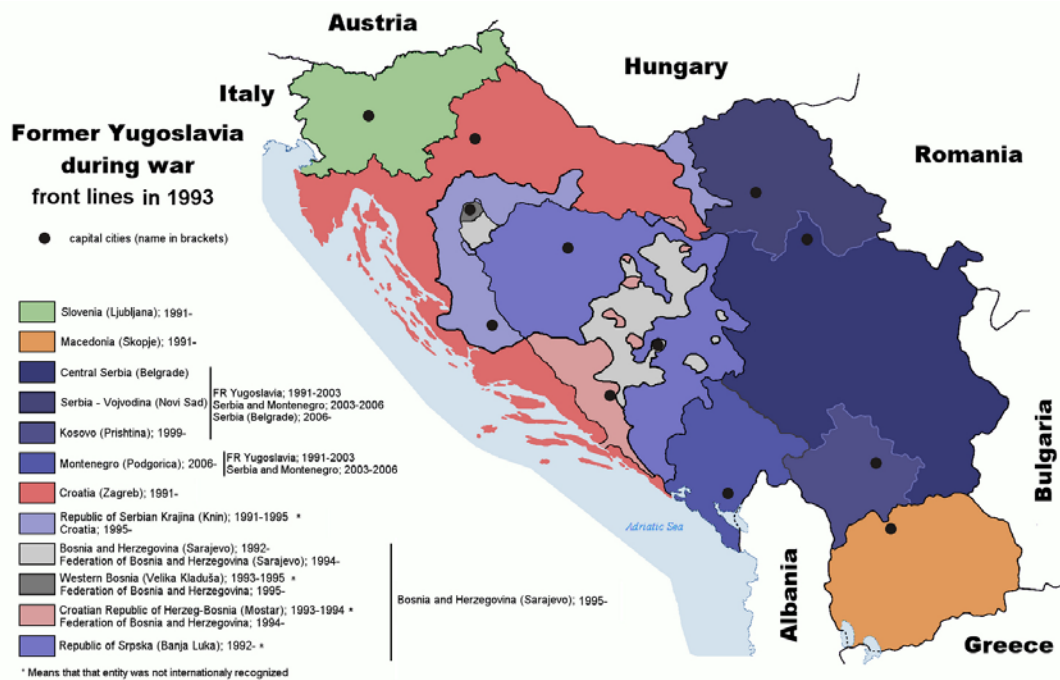 Austria
Hungary
Italy
Former Yugoslavia
during war
front lines in 1993
Romania
capital cities (name in brackets)
Slovenia (Ljubljana); 1991-
Macedonia (Skopje); 1991-
Central Serbia (Belgrade)
Serbia - Vojvodina (Novi Sad)
Kosovo (Prishtina); 1999-
FR Yugoslavia; 1991-2003
Serbia and Montenegro; 2003-2006
Serbia (Belgrade); 2006-
Montenegro (Podgorica); 2006-
FR Yugoslavia; 1991-2003
Serbia and Montenegro; 2003-2006
Croatia (Zagreb); 1991-
Republic of Serbian Krajina (Knin); 1991-1995 *
Croatia; 1995-
Bosnia and Herzegovina (Sarajevo); 1992-
Federation of Bosnia and Herzegovina (Sarajevo); 1994-
Western Bosnia (Velika Kladuša); 1993-1995 *
Federation of Bosnia and Herzegovina; 1995-
Croatian Republic of Herzeg-Bosnia (Mostar); 1993-1994 *
Federation of Bosnia and Herzegovina; 1994-
Republic of Srpska (Banja Luka); 1992- *
Bosnia and Herzegovina (Sarajevo); 1995-
* Means that that entity was not internationaly recognized
Adriatic Sea
Albania
Bulgaria
Greece